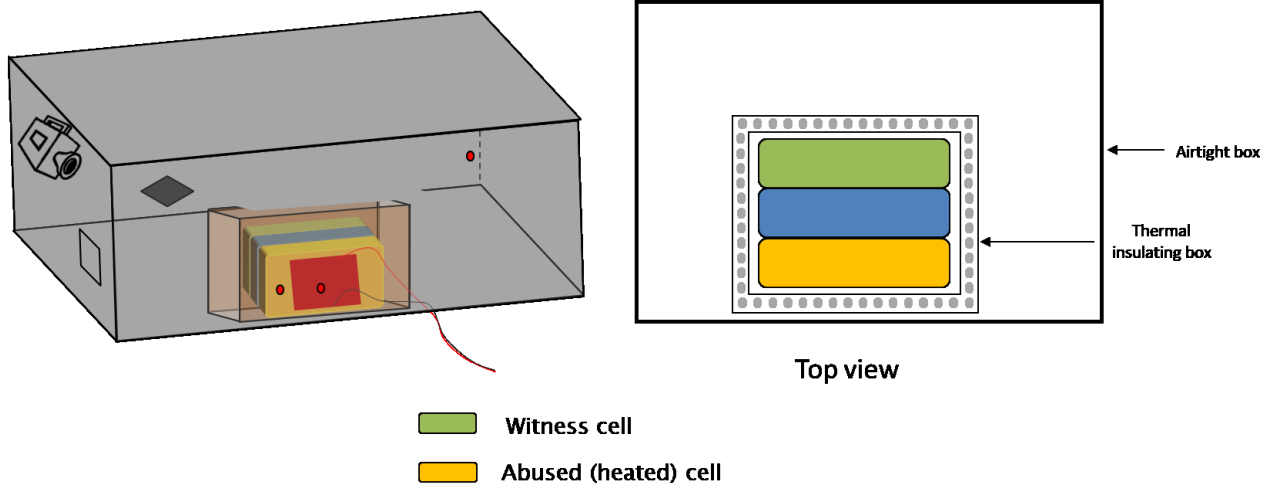 Airtight box
Thermal
insulating box
Top view
Witness cell
Abused (heated) cell